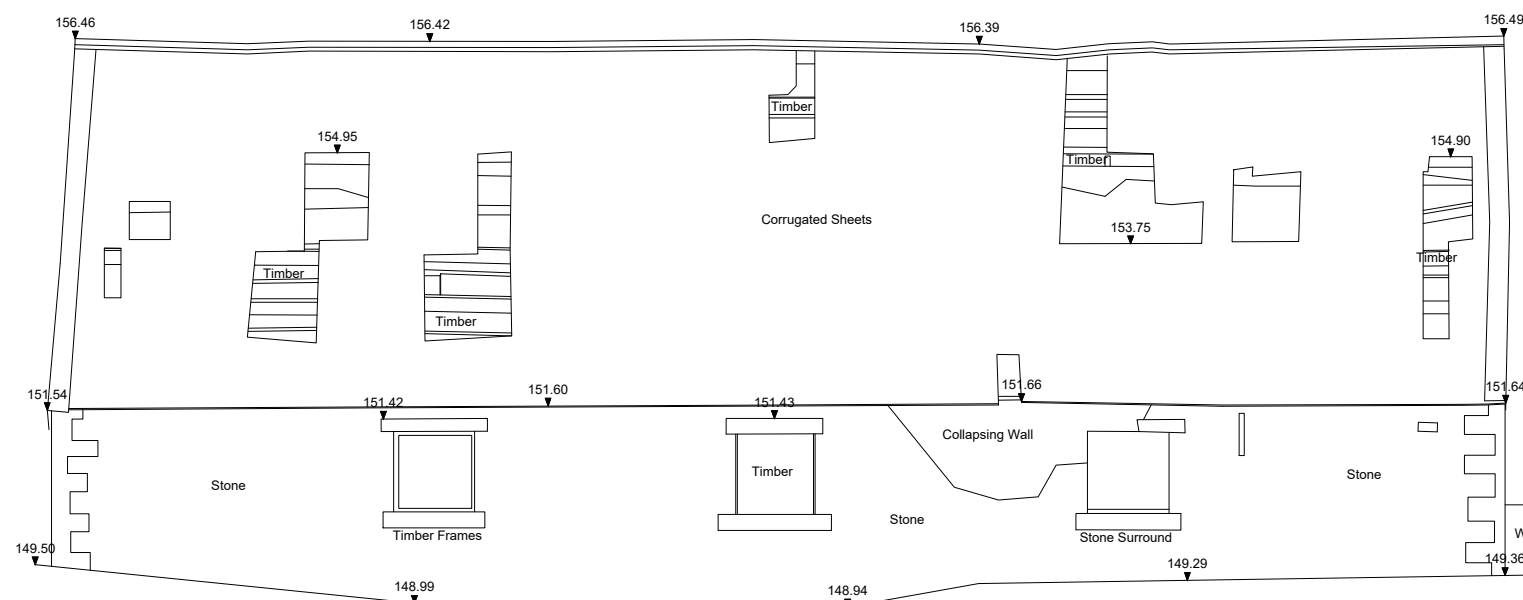 156.46
156.42
156.39
156.49
Timber
154.95
Timber
154.90
Corrugated Sheets
153.75
Timber
Timber
Timber
151.54
151.42
151.60
151.43
151.66
151.64
Collapsing Wall
Timber
Stone
Stone
Stone
Timber Frames
Stone Surround
W
149.50
148.99
148.94
149.29
149.36